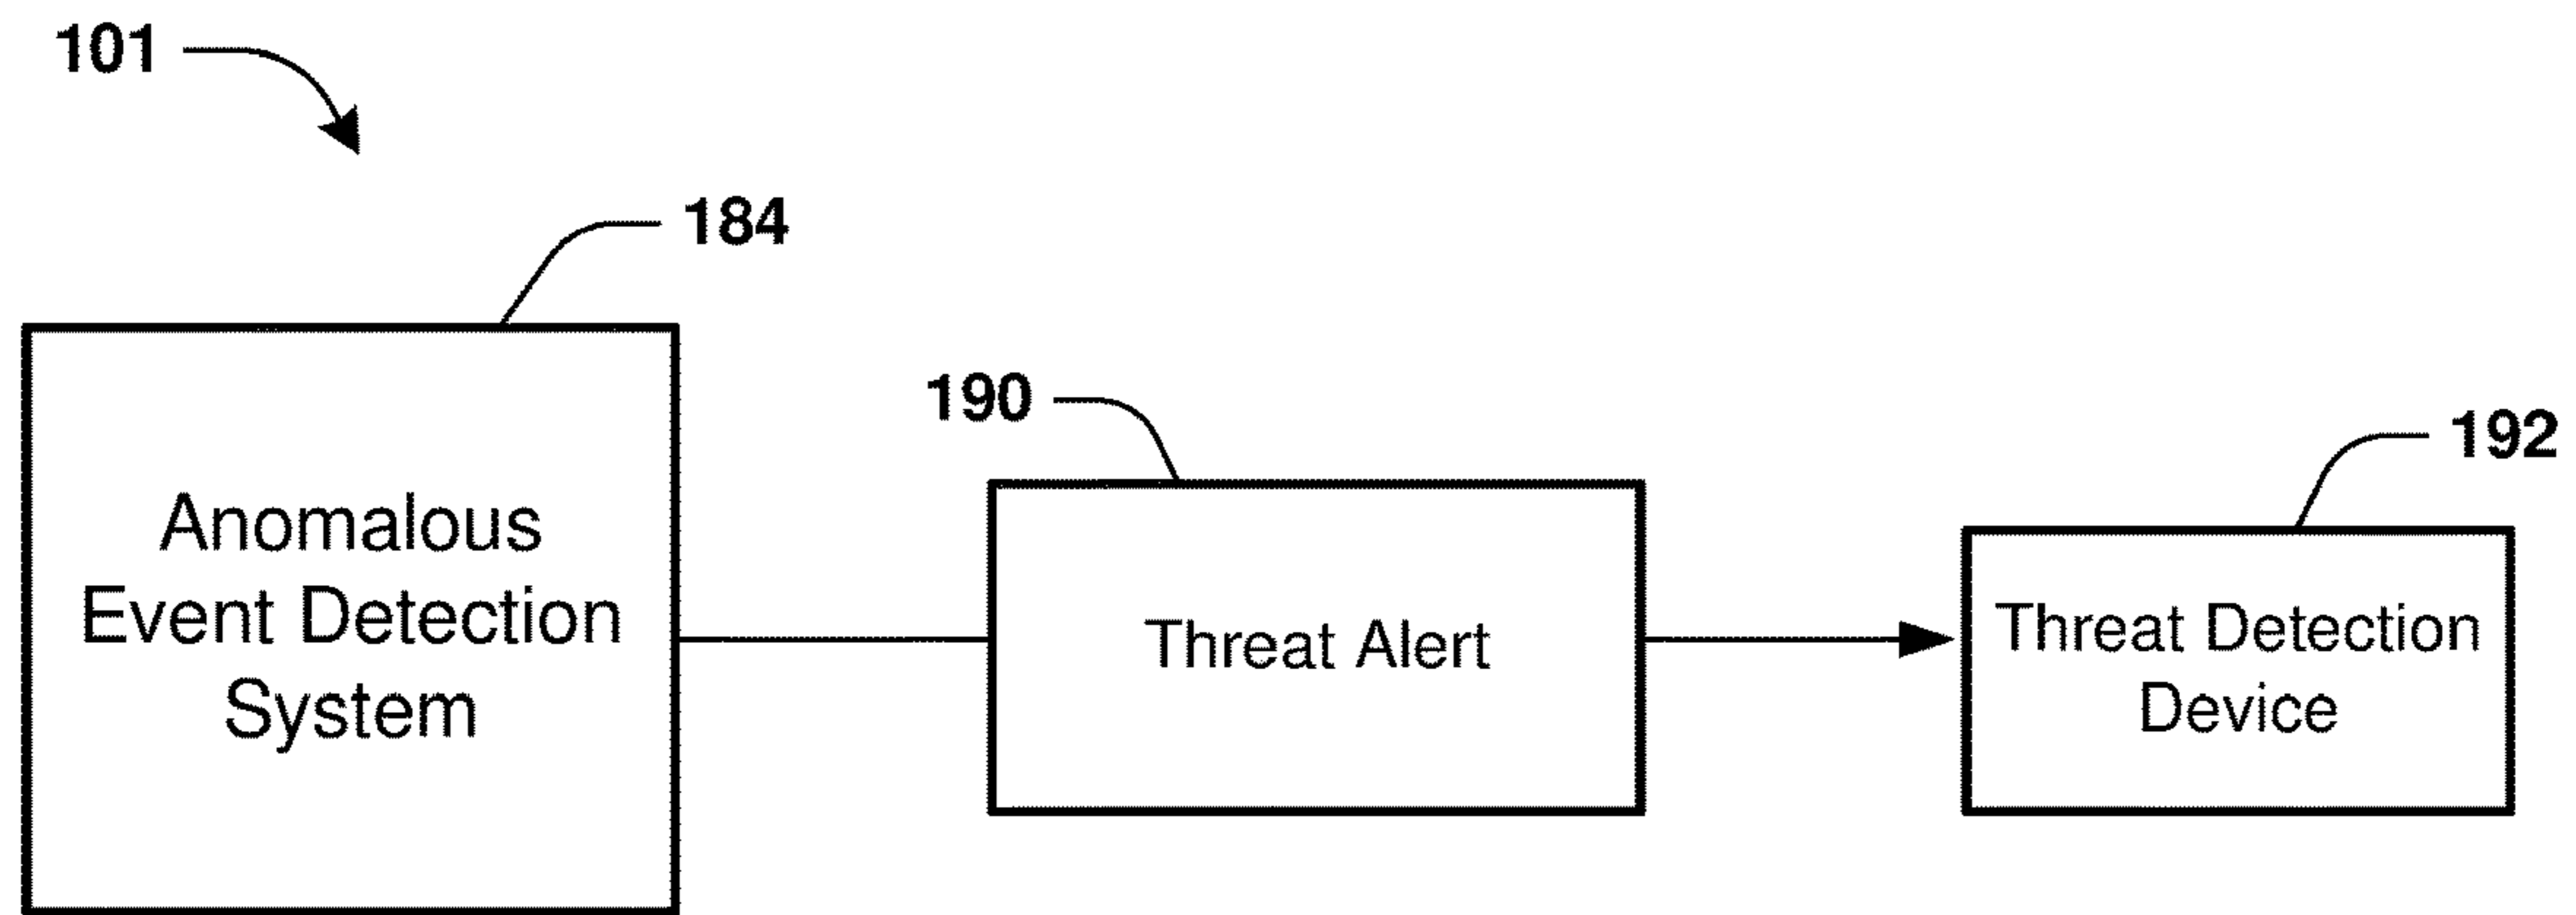 101
184
190
192
Anomalous
Event Detection
System
Threat Alert
Threat Detection
Device